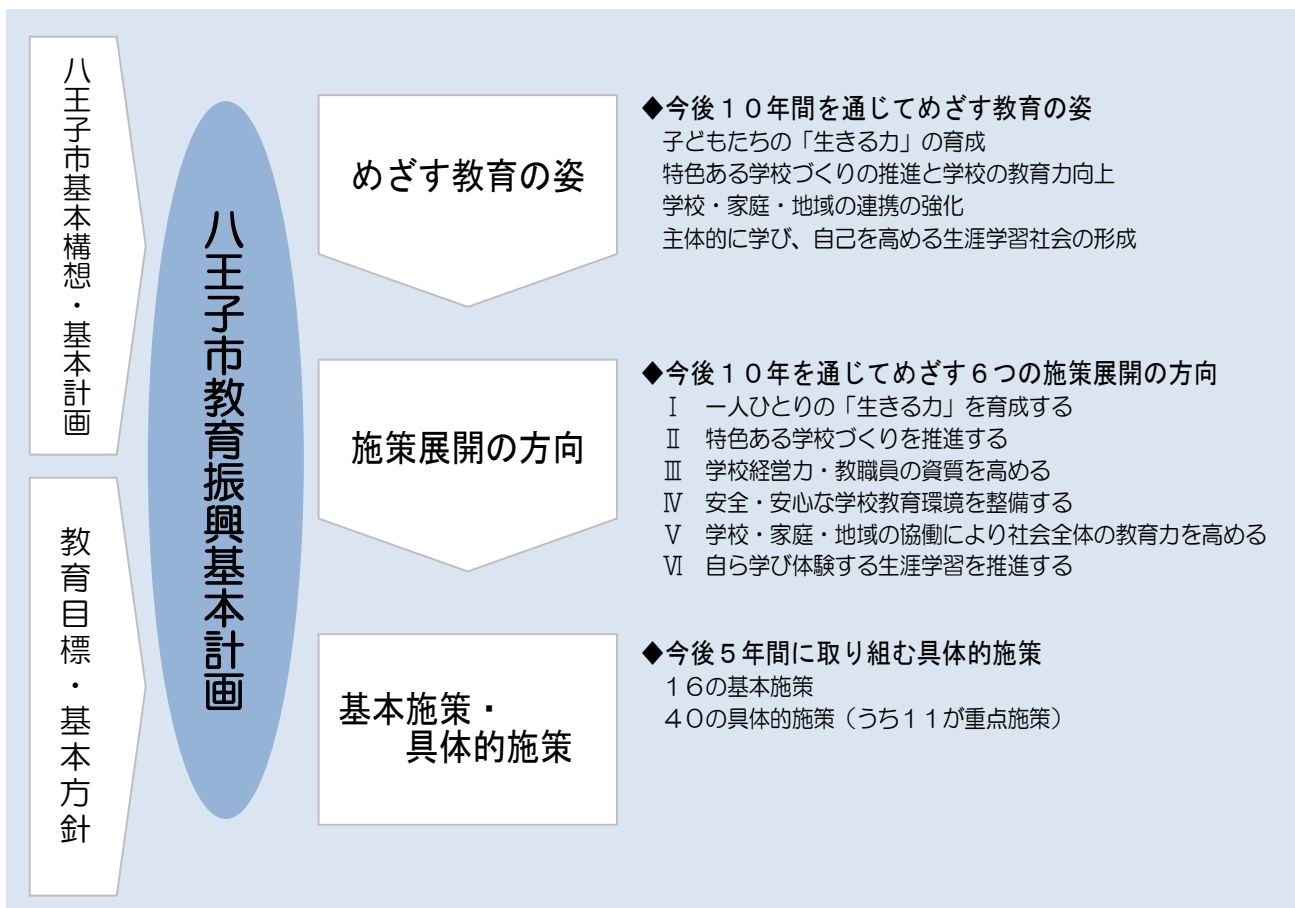 八王子市基本構想・基本計画
教育目標・基本方針
八王子市教育振興基本計画
めざす教育の姿
◆今後１０年間を通じてめざす教育の姿
子どもたちの「生きる力」の育成
特色ある学校づくりの推進と学校の教育力向上
学校・家庭・地域の連携の強化
主体的に学び、自己を高める生涯学習社会の形成
施策展開の方向
◆今後１０年を通じてめざす６つの施策展開の方向
Ⅰ　一人ひとりの「生きる力」を育成する
Ⅱ　特色ある学校づくりを推進する
Ⅲ　学校経営力・教職員の資質を高める
Ⅳ　安全・安心な学校教育環境を整備する
Ⅴ　学校・家庭・地域の協働により社会全体の教育力を高める
Ⅵ　自ら学び体験する生涯学習を推進する
基本施策・
具体的施策
◆今後５年間に取り組む具体的施策
１６の基本施策
４０の具体的施策（うち１１が重点施策）